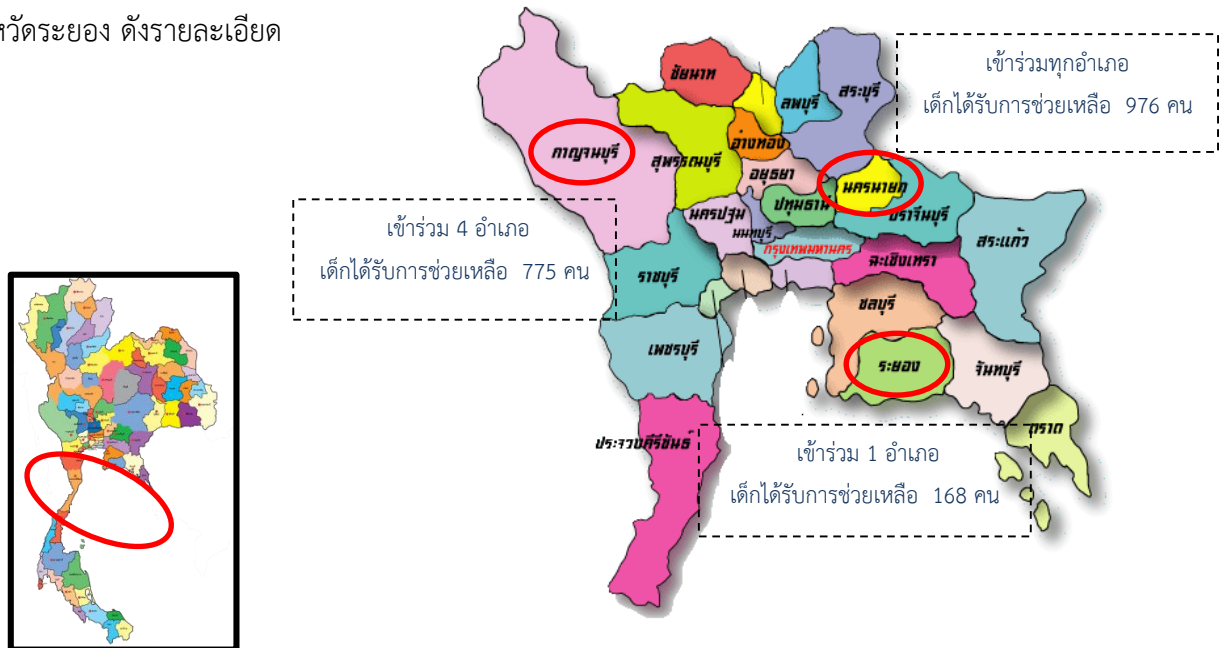 หวัดระยอง ดังรายละเอียด
เข้าร่วมทุกอำเภอ
เด็กได้รับการช่วยเหลือ 976 คน
ชัยนาท
ลพบุรี
สระบุรี
กาญจนบุรี
สุพรรณบุรี
อ่างทอง
อยุธยา
นครนายก
ปทุมธานี
ปราจีนบุรี
นครปฐม
นนทบุรี
กรุงเทพมหานคร
สระแก้ว
ฉะเชิงเทรา
เข้าร่วม 4 อำเภอ
เด็กได้รับการช่วยเหลือ 775 คน
ราชบุรี
ชลบุรี
เพชรบุรี
ระยอง
จันทบุรี
ตราด
ประจวบคีรีขันธ์
เข้าร่วม 1 อำเภอ
เด็กได้รับการช่วยเหลือ 168 คน